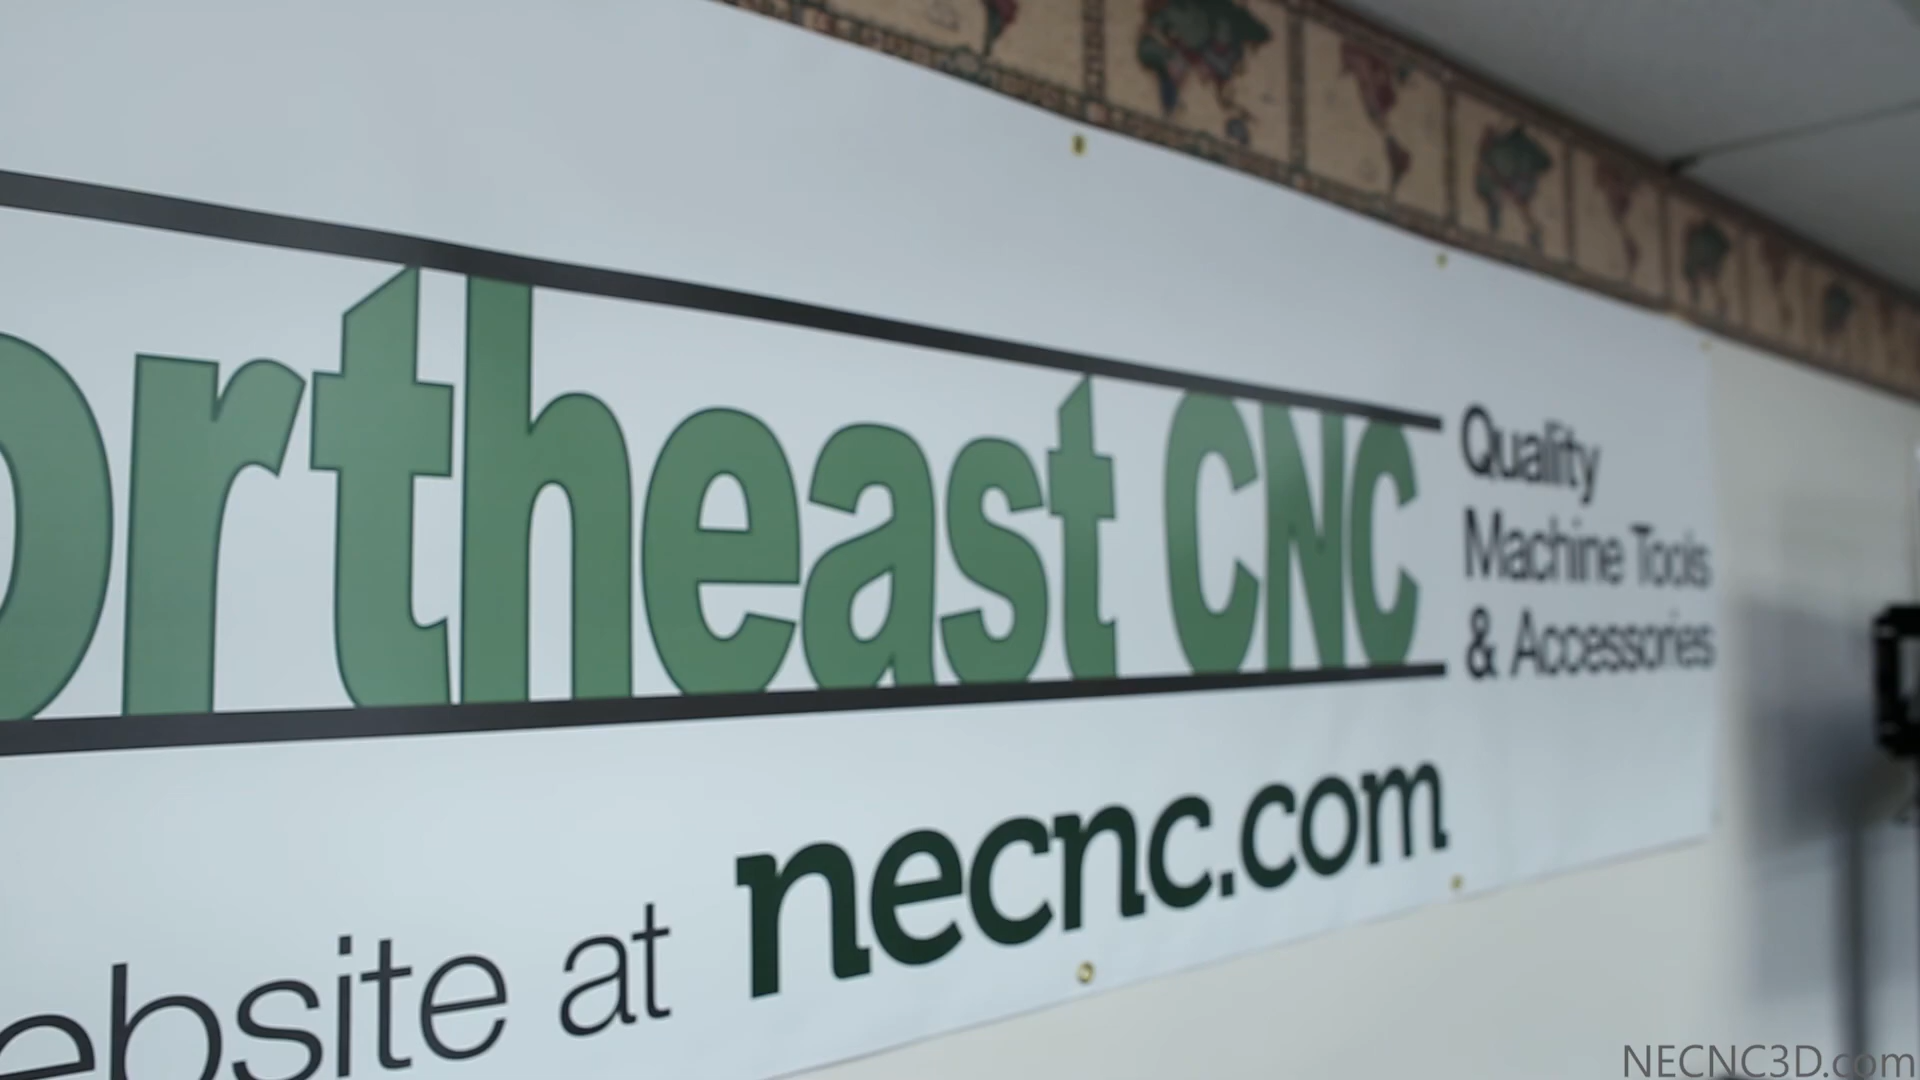 ortheast CNC
Quality
Machine Tools
& Accessories
ebsite at necnc.com
NECNC3D.com